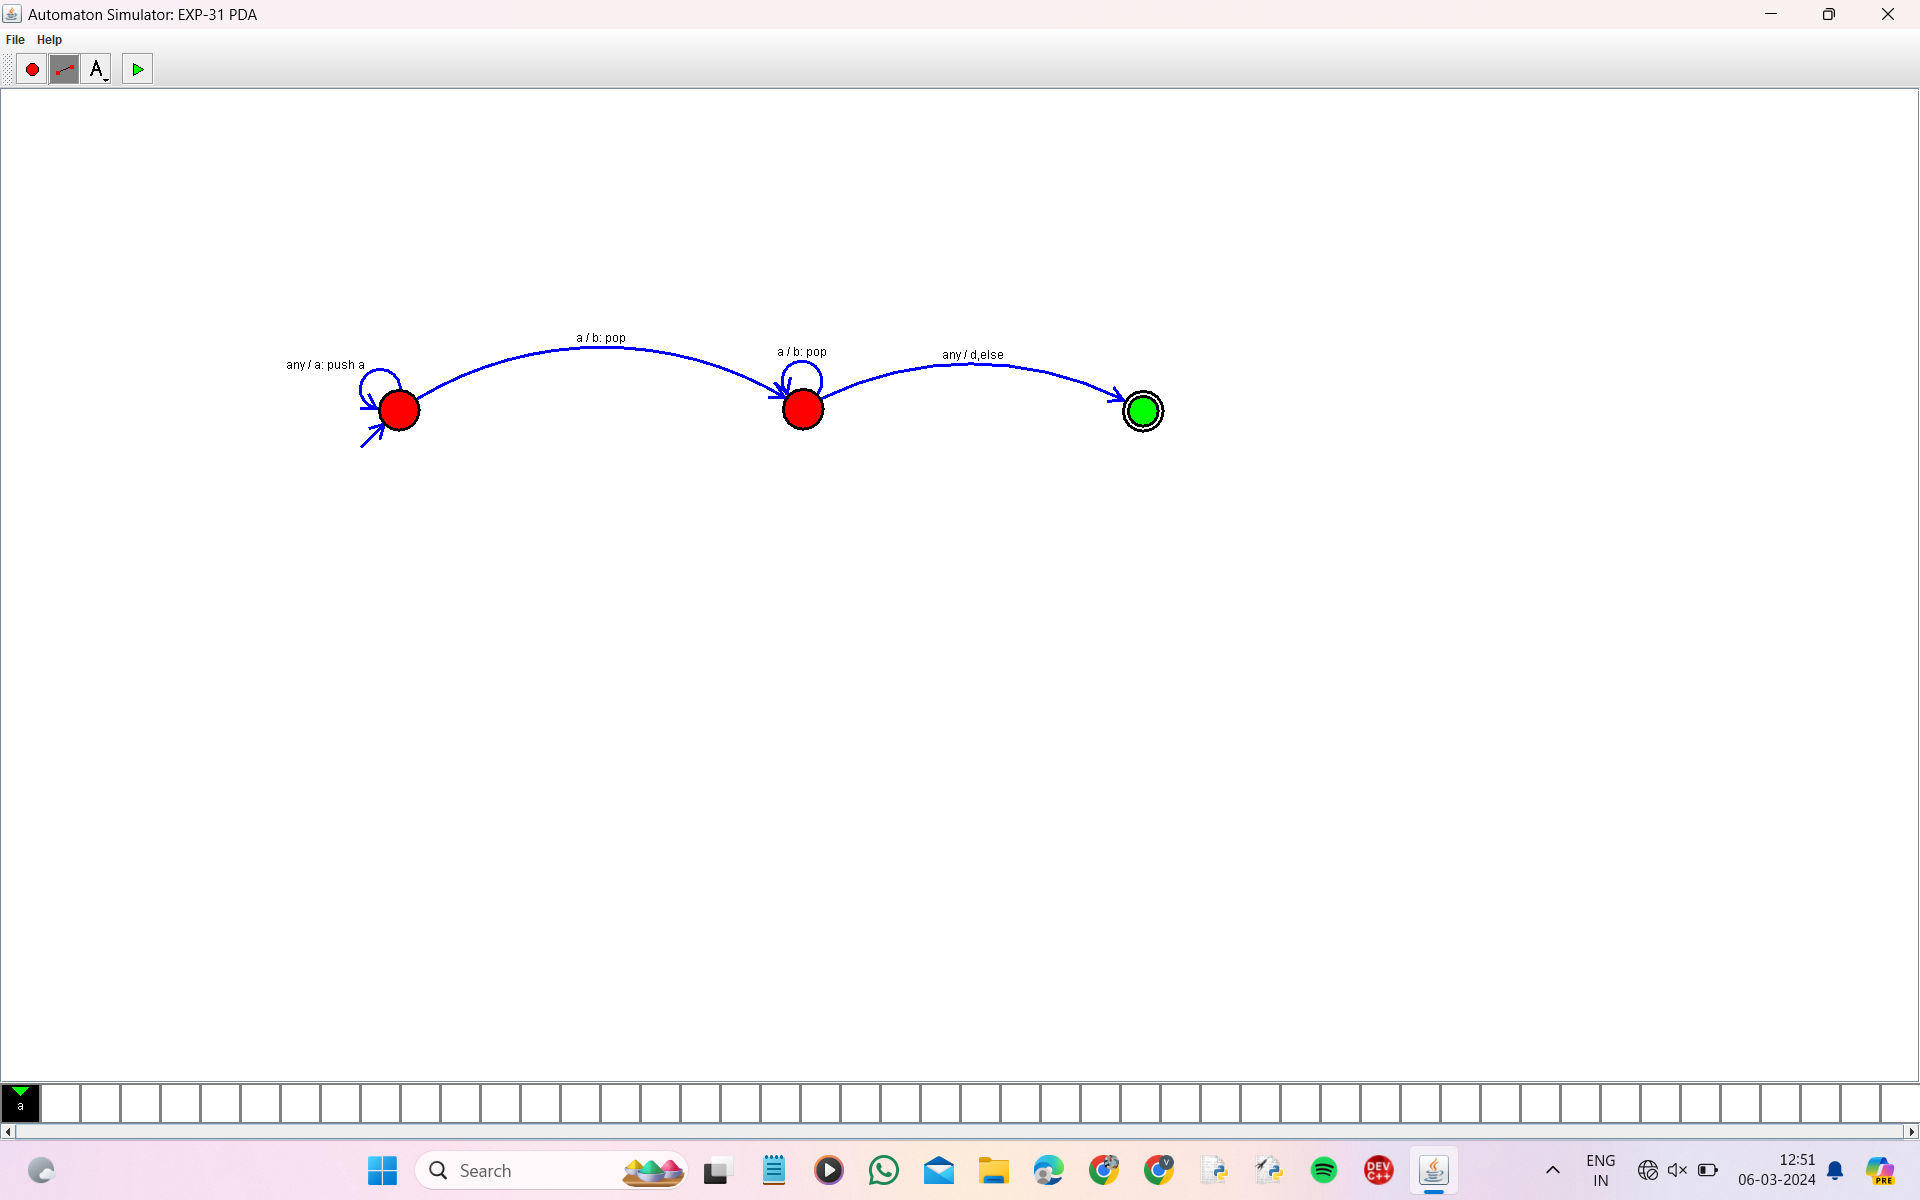 Automaton Simulator: EXP-31 PDA
File Help
A
a / b: pop
a / b: pop
any / d,else
any / a: push a
a
Search
DEV
C++
PRE
ENG
IN
12:51
06-03-2024